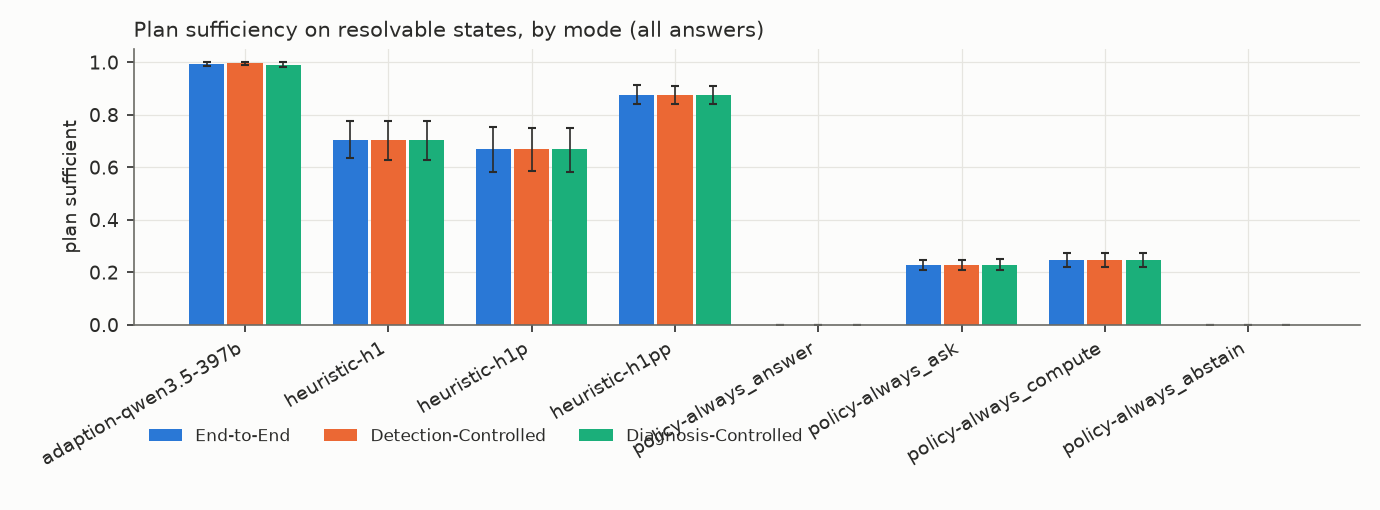 Plan sufficiency on resolvable states, by mode (all answers)
plan sufficient
1.0
0.8
0.6
0.4
0.2
0.0
adaption-qwen3.5-397b
heuristic-h1
heuristic-h1p
heuristic-h1pp
policy-always_answer
policy-always_ask
policy-always_compute
policy-always_abstain
End-to-End
Detection-Controlled
Diagnosis-Controlled